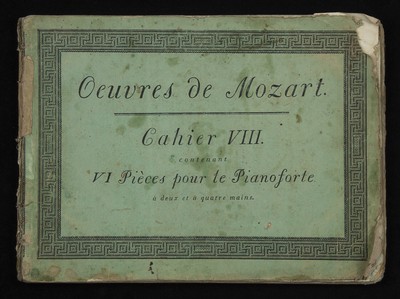 Oeuvres de Mozart.
Cahier VIII.
contenant
VI Pièces pour le Pianoforte
à deux et à quatre mains.